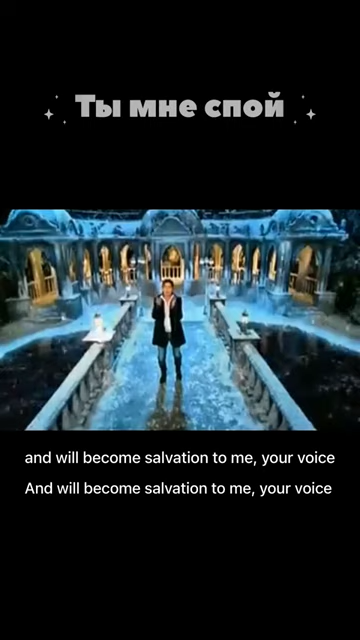 Ты мне спой
and will become salvation to me, your voice
And will become salvation to me, your voice